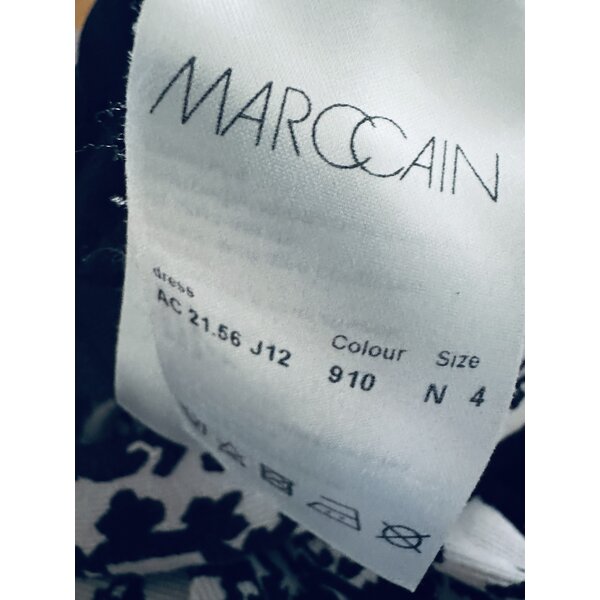 MARCCAIN
dress
AC 21.56 J12 Colour Size
910 N 4